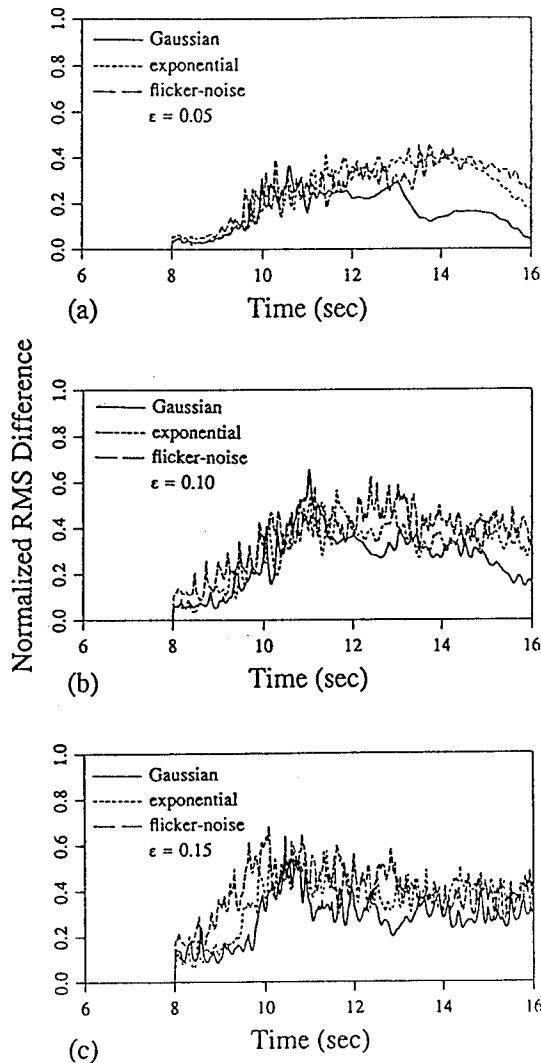 Normalized RMS Difference
1.0
0.8
0.6
0.4
0.2
0.0
Gaussian
exponential
flicker-noise
ε = 0.05
6
8
10
12
14
16
(a)
Time (sec)
1.0
0.8
0.6
0.4
0.2
0.0
Gaussian
exponential
flicker-noise
ε = 0.10
6
8
10
12
14
16
(b)
Time (sec)
1.0
0.8
0.6
0.4
0.2
0.0
Gaussian
exponential
flicker-noise
ε = 0.15
6
8
10
12
14
16
(c)
Time (sec)